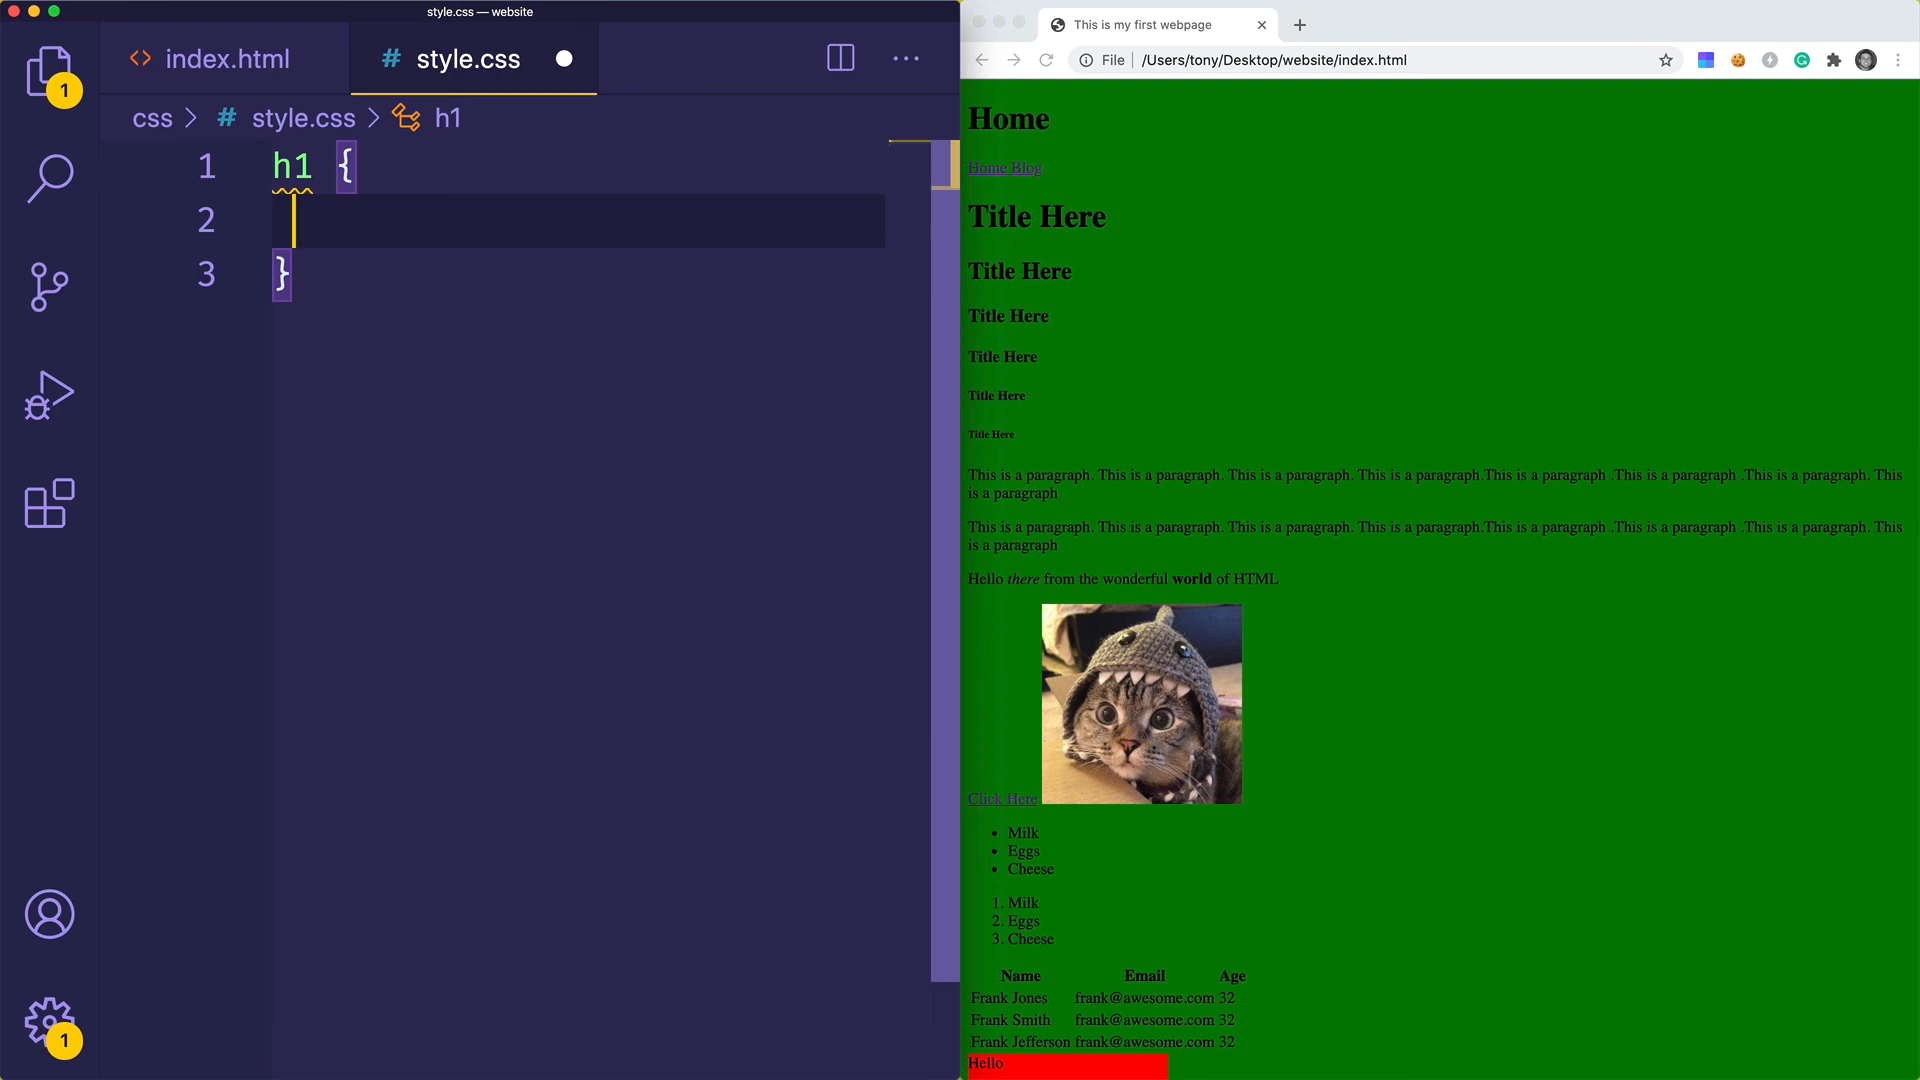 style.css — website
index.html
style.css
css > # style.css > h1
1 h1 {
2
3 }
1
1
This is my first webpage
File /Users/tony/Desktop/website/index.html
Home
Home Blog
Title Here
Title Here
Title Here
Title Here
Title Here
Title Here
This is a paragraph. This is a paragraph. This is a paragraph. This is a paragraph.This is a paragraph .This is a paragraph .This is a paragraph. This
is a paragraph
This is a paragraph. This is a paragraph. This is a paragraph. This is a paragraph.This is a paragraph .This is a paragraph .This is a paragraph. This
is a paragraph
Hello there from the wonderful world of HTML
Click Here
• Milk
• Eggs
• Cheese
1. Milk
2. Eggs
3. Cheese
Name Email Age
Frank Jones frank@awesome.com 32
Frank Smith frank@awesome.com 32
Frank Jefferson frank@awesome.com 32
Hello